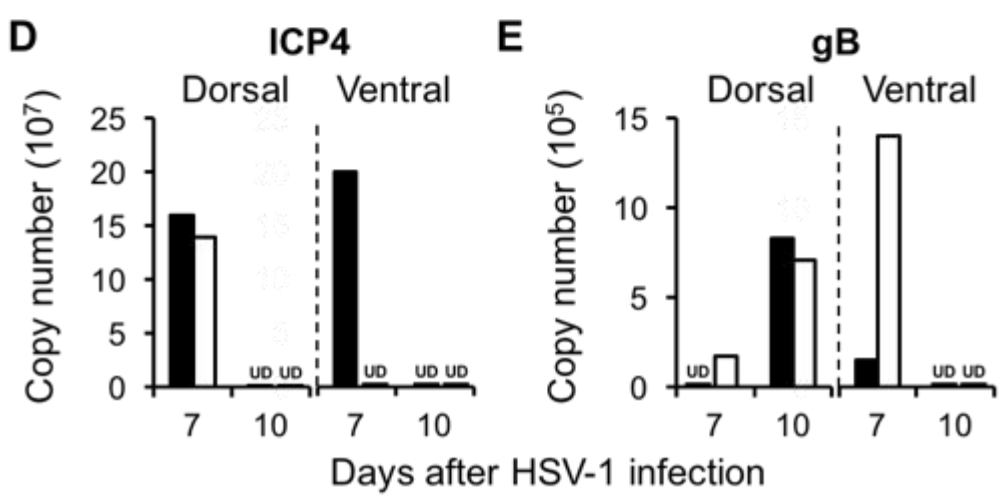 D
ICP4
Dorsal Ventral
Copy number (10⁷)
25
20
15
10
5
0
UD UD UD UD UD
7 10 7 10
E
gB
Dorsal Ventral
Copy number (10⁵)
15
10
5
0
UD UD UD
7 10 7 10
Days after HSV-1 infection